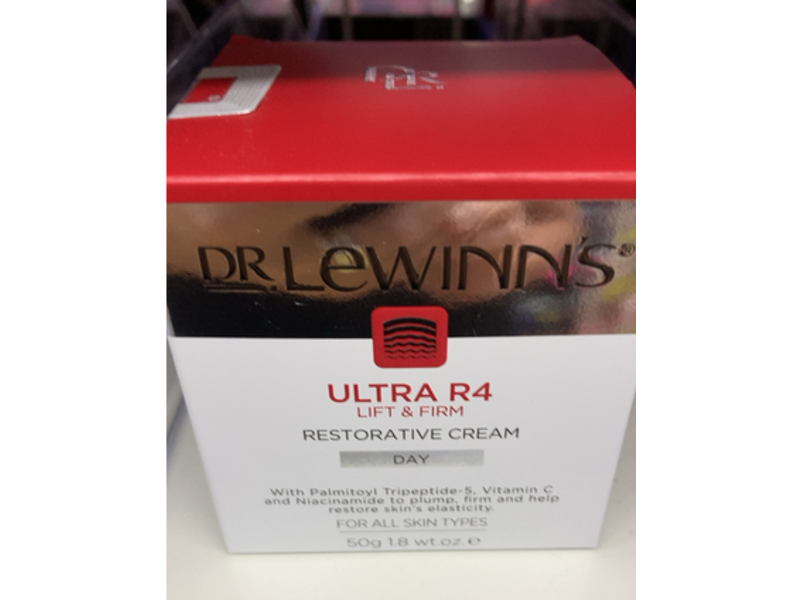 DR
DR. LeWINN'S®
ULTRA R4
LIFT & FIRM
RESTORATIVE CREAM
DAY
With Palmitoyl Tripeptide-5, Vitamin C
and Niacinamide to plump, firm and help
restore skin's elasticity.
FOR ALL SKIN TYPES
50g 1.8 wt.oz. e